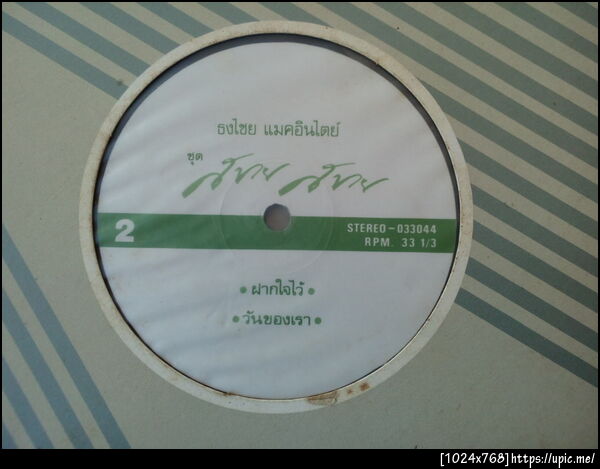 ธงไชย แมคอินไตย์
ชุด
สบาย สบาย
2
STEREO-033044
RPM. 33 1/3
• ฝากใจไว้ •
• วันของเรา •
[1024x768]https://upic.me/